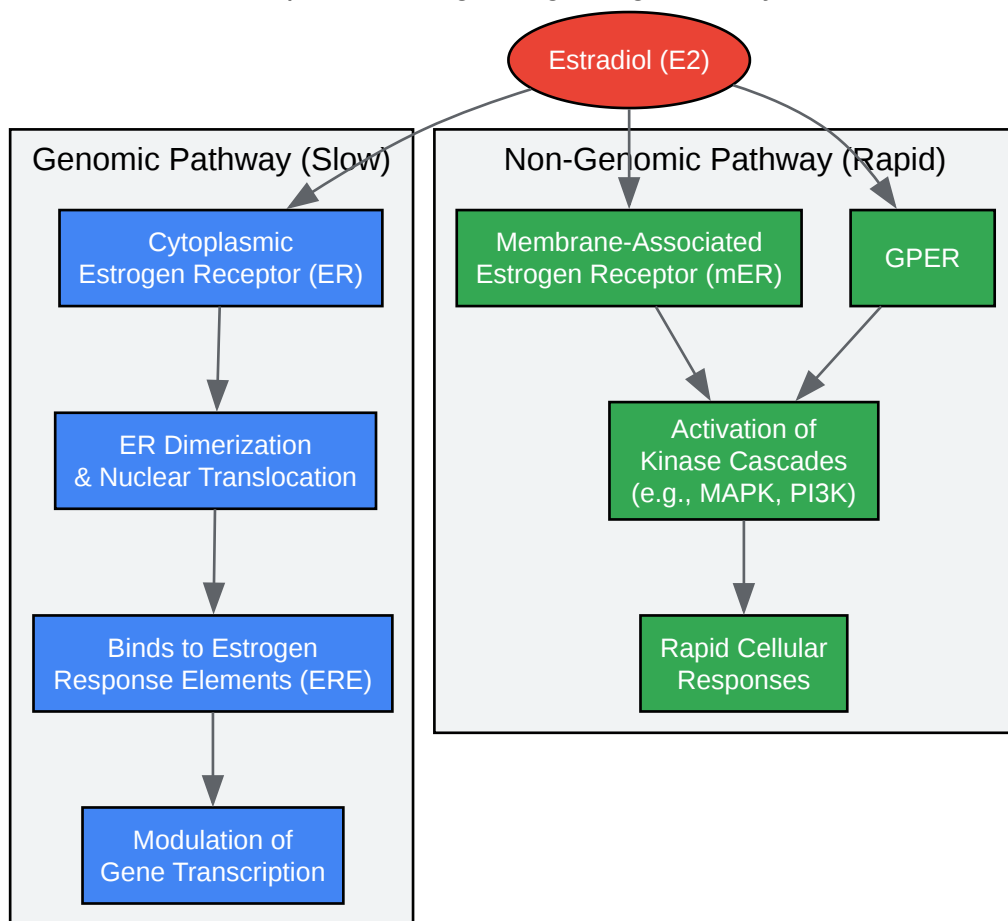 Estradiol (E2)
Genomic Pathway (Slow)
Non-Genomic Pathway (Rapid)
Cytoplasmic
Estrogen Receptor (ER)
Membrane-Associated
Estrogen Receptor (mER)
GPER
ER Dimerization
& Nuclear Translocation
Activation of
Kinase Cascades
(e.g., MAPK, PI3K)
Binds to Estrogen
Response Elements (ERE)
Rapid Cellular
Responses
Modulation of
Gene Transcription